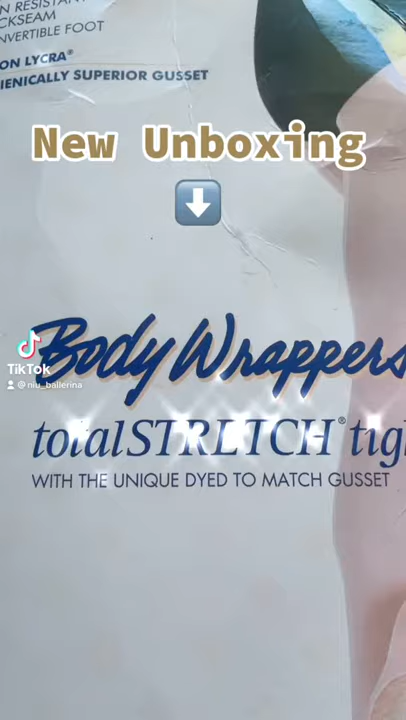 N RESISTAN
CKSEAM
NVERTIBLE FOOT
ON LYCRA®
IENICALLY SUPERIOR GUSSET
New Unboxing
Body Wrappers
TikTok
@niu_ballerina
totalSTRETCH® tig
WITH THE UNIQUE DYED TO MATCH GUSSET